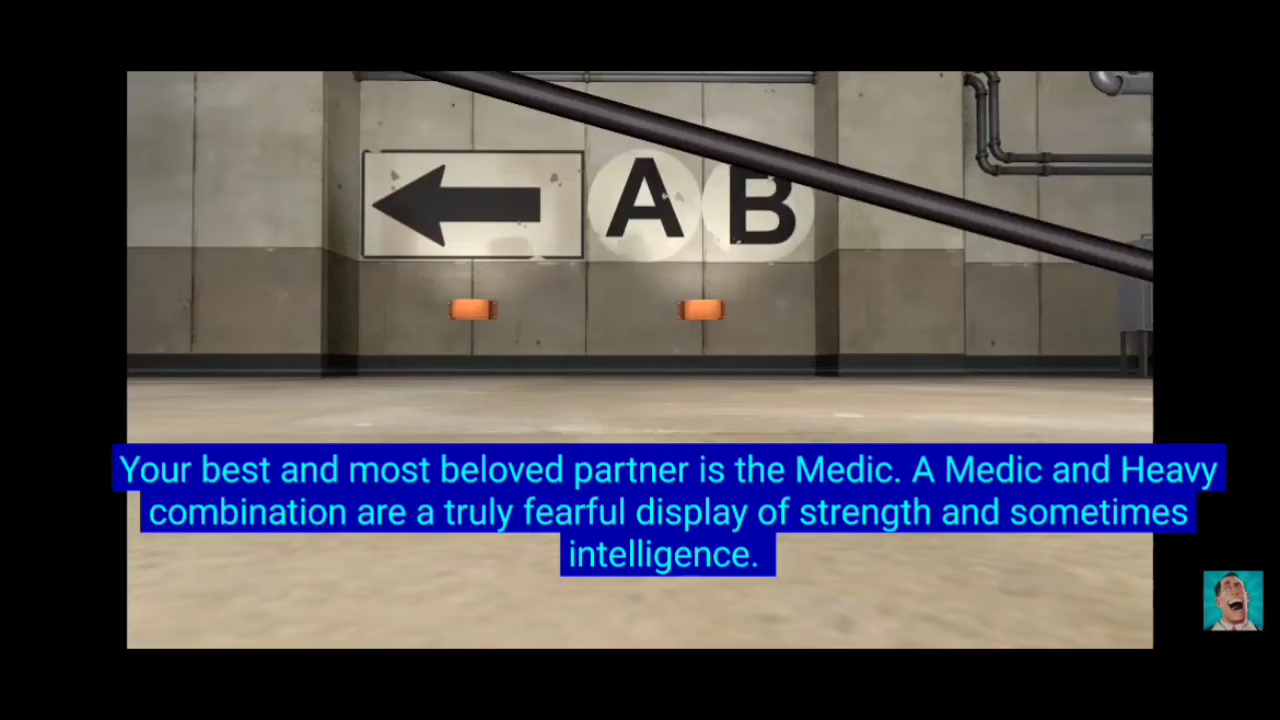 A B
Your best and most beloved partner is the Medic. A Medic and Heavy
combination are a truly fearful display of strength and sometimes
intelligence.